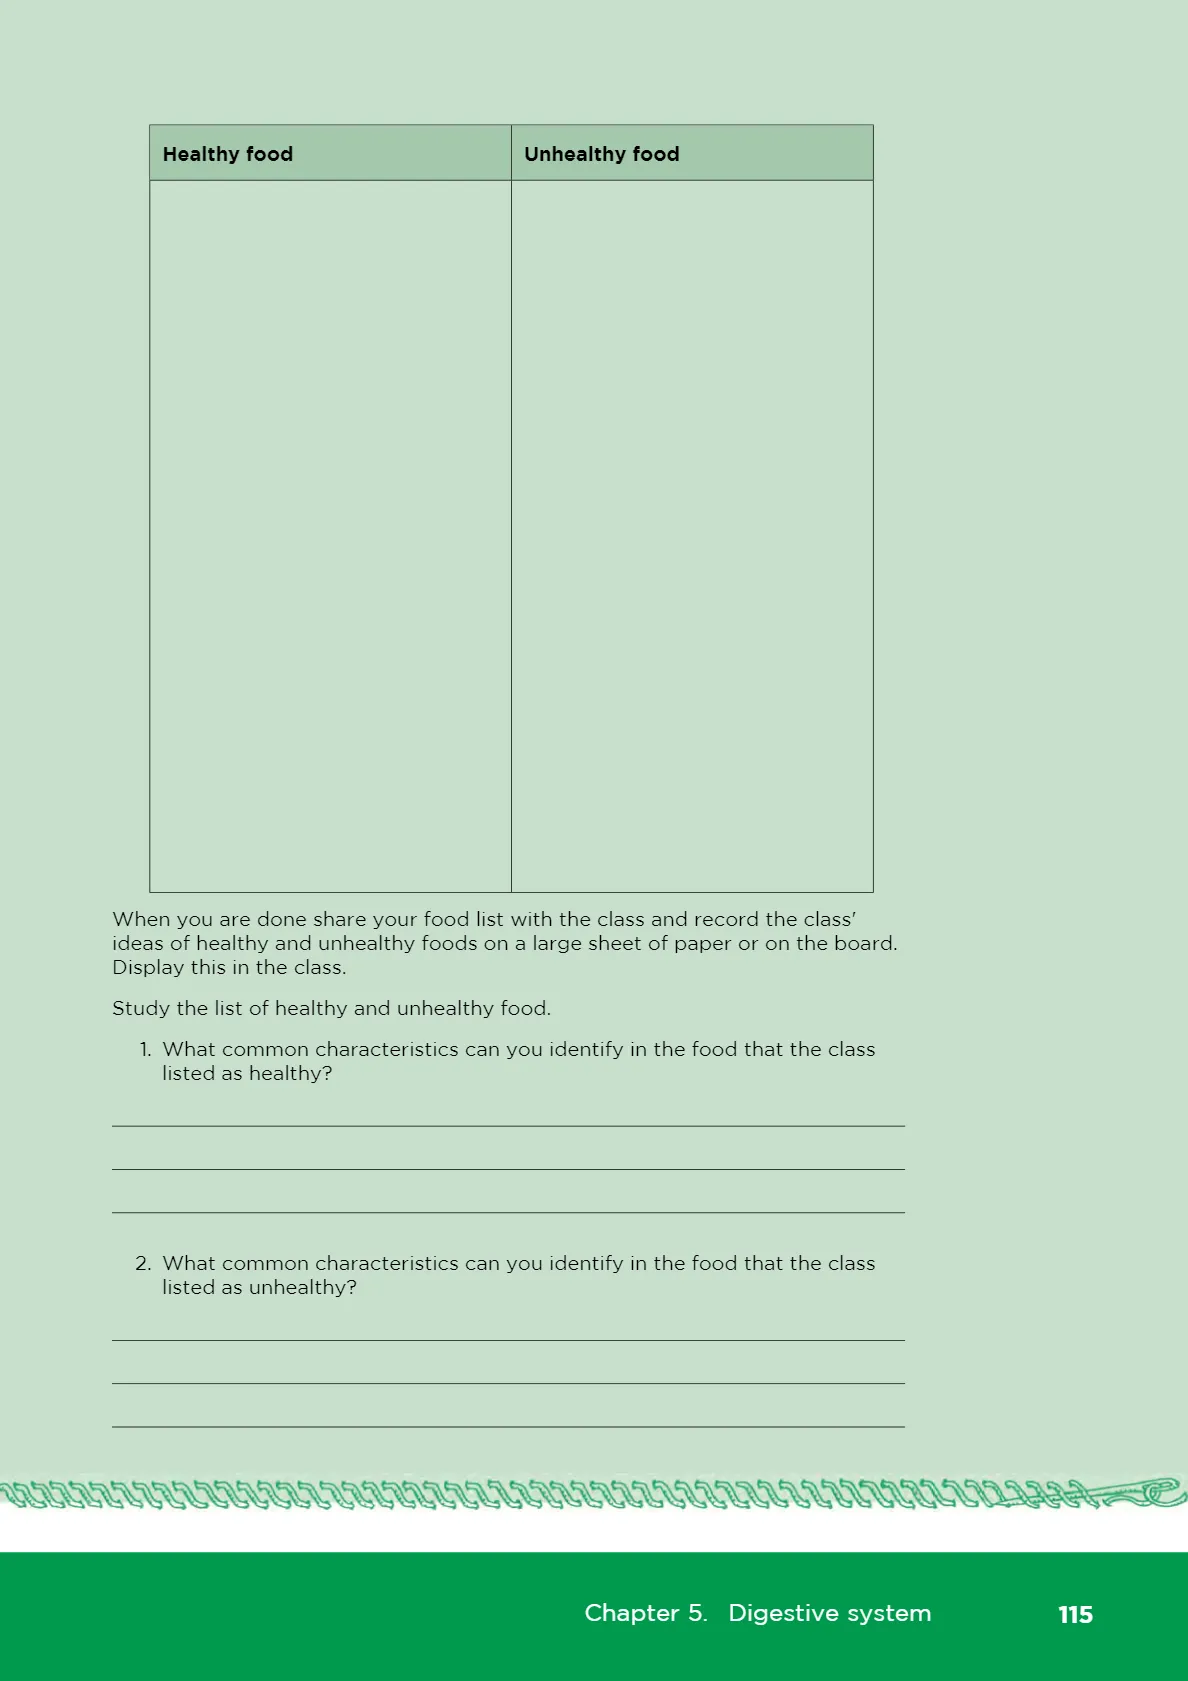 Healthy food
Unhealthy food
When you are done share your food list with the class and record the class'
ideas of healthy and unhealthy foods on a large sheet of paper or on the board.
Display this in the class.
Study the list of healthy and unhealthy food.
1. What common characteristics can you identify in the food that the class
listed as healthy?
2. What common characteristics can you identify in the food that the class
listed as unhealthy?
Chapter 5. Digestive system
115